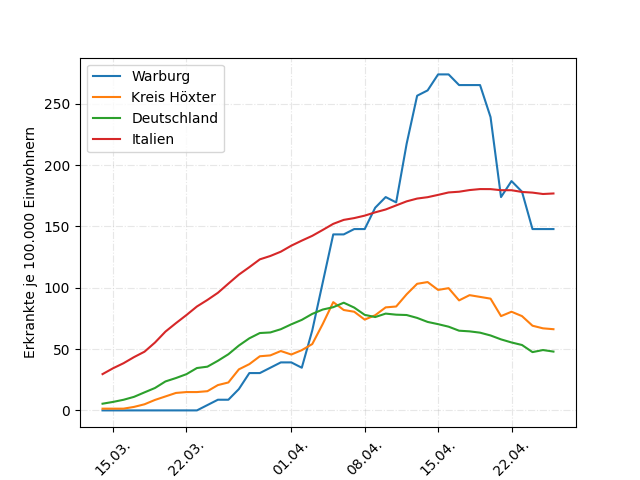 Warburg
Kreis Höxter
Deutschland
Italien
Erkrankte je 100.000 Einwohnern
250
200
150
100
50
0
15.03.
22.03.
01.04.
08.04.
15.04.
22.04.